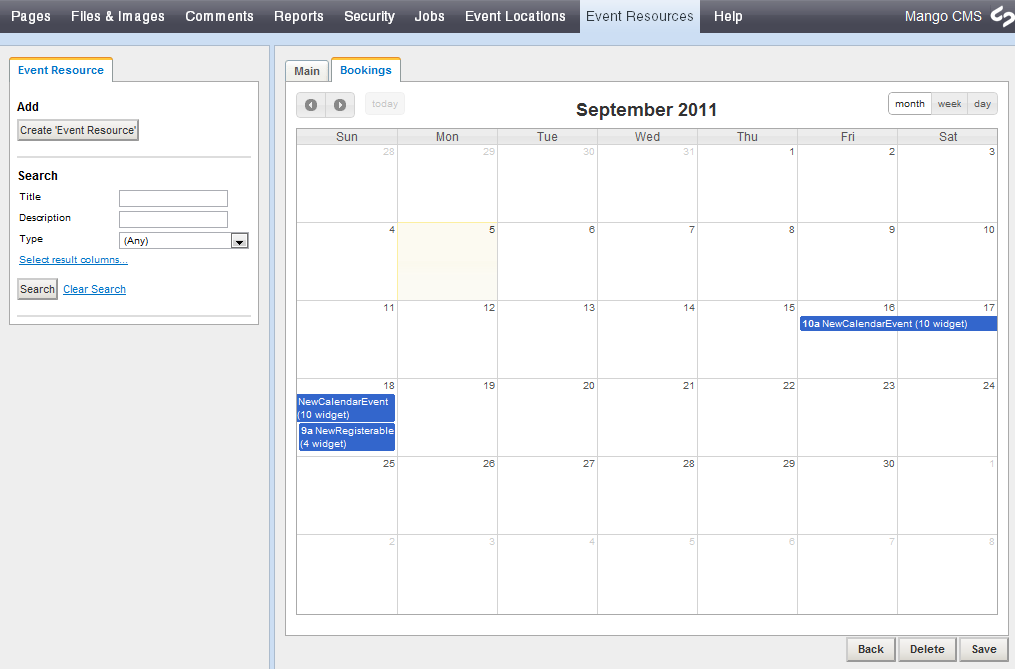 Pages Files & Images Comments Reports Security Jobs Event Locations Event Resources Help Mango CMS
Event Resource
Add
Create 'Event Resource'
Search
Title
Description
Type (Any)
Select result columns...
Search Clear Search
Main Bookings
today September 2011 month week day
Sun Mon Tue Wed Thu Fri Sat
28 29 30 31 1 2 3
4 5 6 7 8 9 10
11 12 13 14 15 16 17
10a NewCalendarEvent (10 widget)
18 19 20 21 22 23 24
NewCalendarEvent
(10 widget)
9a NewRegisterable
(4 widget)
25 26 27 28 29 30 1
2 3 4 5 6 7 8
Back Delete Save